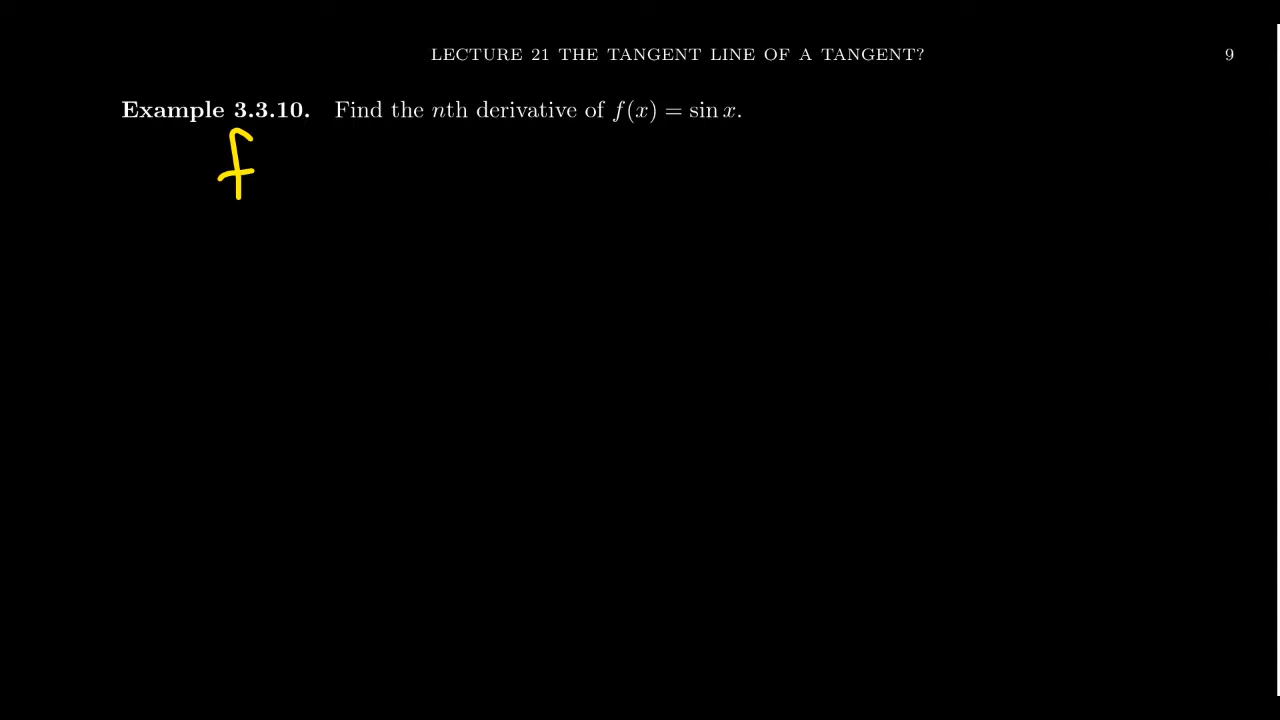 LECTURE 21 THE TANGENT LINE OF A TANGENT? 9
Example 3.3.10. Find the nth derivative of f(x) = sin x.
f